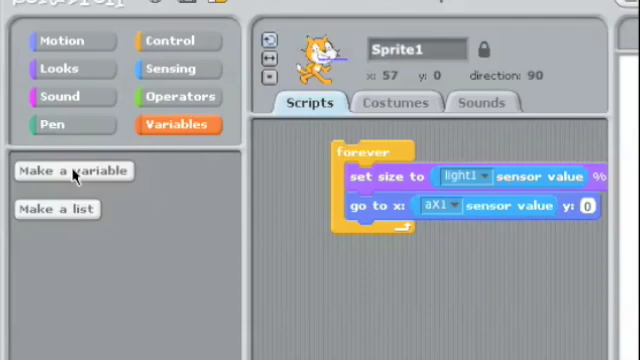 Motion
Control
Looks
Sensing
Sound
Operators
Pen
Variables
Make a variable
Make a list
Sprite1
x: 57 y: 0 direction: 90
Scripts
Costumes
Sounds
forever
set size to light1 sensor value %
go to x: aX1 sensor value y: 0